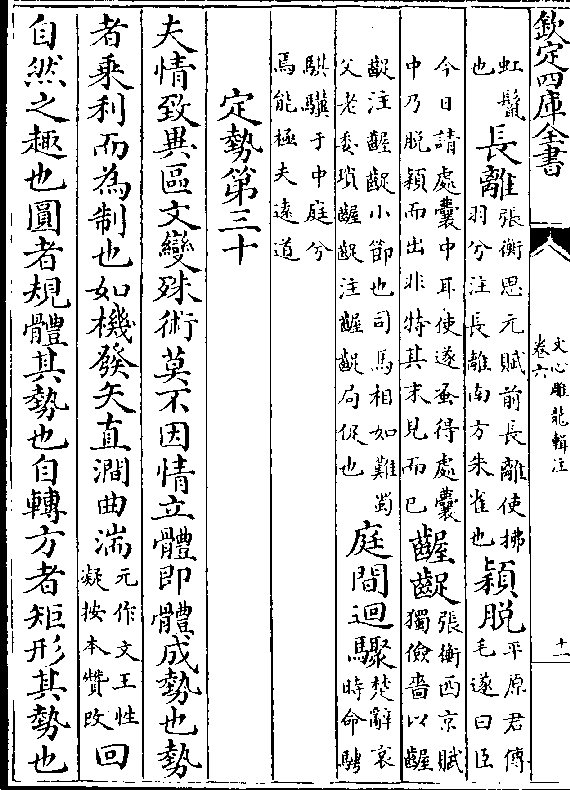 欽定四庫全書
文心雕龍輯注
卷六
十一
虹鬚也長離張衡思元賦前長離使拂羽兮注長離南方朱雀也穎脫平原君傳毛遂曰臣
今日請處囊中耳使遂蚤得處囊中乃脫穎而出非特其末見而已齷齪張衡西京賦獨儉嗇以齷
齪注齷齪小節也司馬相如難蜀父老委瑣齷齪注齷齪局促也庭間迴驟楚辭哀時命騁
騏驥于中庭兮焉能極夫遠道
定勢第三十
夫情致異區文變殊術莫不因情立體即體成勢也勢
者乘利而為制也如機發矢直澗曲湍元作文王性凝按本贊改回
自然之趣也圓者規體其勢也自轉方者矩形其勢也